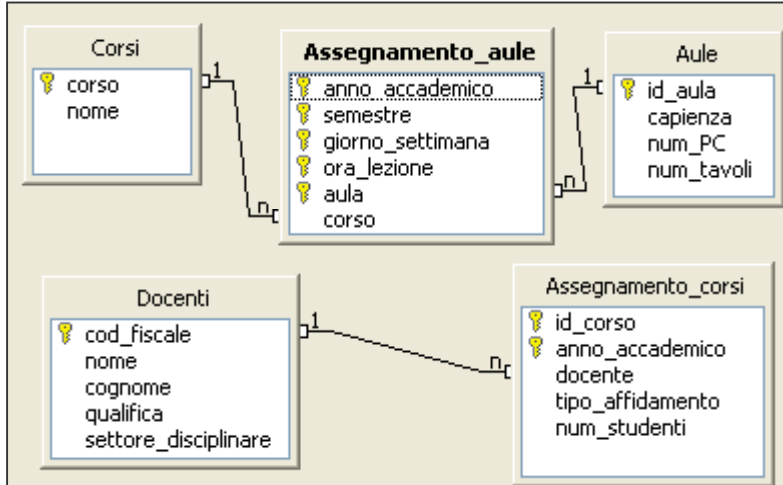 Corsi
corso
nome
1
n
Assegnamento_aule
anno_accademico
semestre
giorno_settimana
ora_lezione
aula
corso
1
n
Aule
id_aula
capienza
num_PC
num_tavoli
Docenti
cod_fiscale
nome
cognome
qualifica
settore_disciplinare
1
n
Assegnamento_corsi
id_corso
anno_accademico
docente
tipo_affidamento
num_studenti